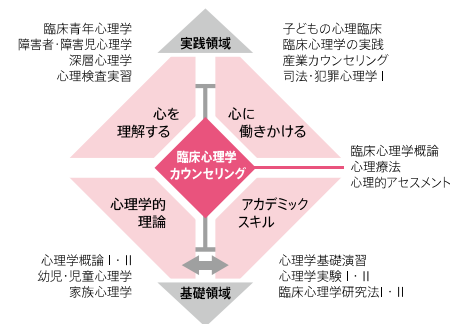 臨床青年心理学
障害者・障害児心理学
深層心理学
心理検査実習
実践領域
子どもの心理臨床
臨床心理学の実践
産業カウンセリング
司法・犯罪心理学Ⅰ
心を
理解する
心に
働きかける
臨床心理学
カウンセリング
臨床心理学概論
心理療法
心理的アセスメント
心理学的
理論
アカデミック
スキル
心理学概論Ⅰ・Ⅱ
幼児・児童心理学
家族心理学
基礎領域
心理学基礎演習
心理学実験Ⅰ・Ⅱ
臨床心理学研究法Ⅰ・Ⅱ